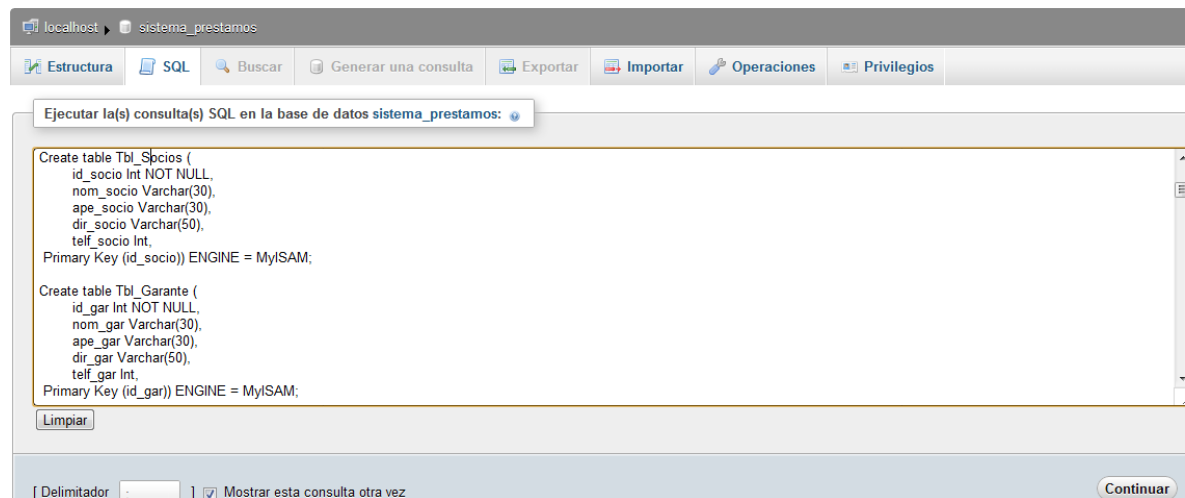 localhost sistema_prestamos
Estructura SQL Buscar Generar una consulta Exportar Importar Operaciones Privilegios
Ejecutar la(s) consulta(s) SQL en la base de datos sistema_prestamos:
Create table Tbl_Socios (
id_socio Int NOT NULL,
nom_socio Varchar(30),
ape_socio Varchar(30),
dir_socio Varchar(50),
telf_socio Int,
Primary Key (id_socio)) ENGINE = MyISAM;
Create table Tbl_Garante (
id_gar Int NOT NULL,
nom_gar Varchar(30),
ape_gar Varchar(30),
dir_gar Varchar(50),
telf_gar Int,
Primary Key (id_gar)) ENGINE = MyISAM;
Limpiar
[ Delimitador ; ] Mostrar esta consulta otra vez Continuar